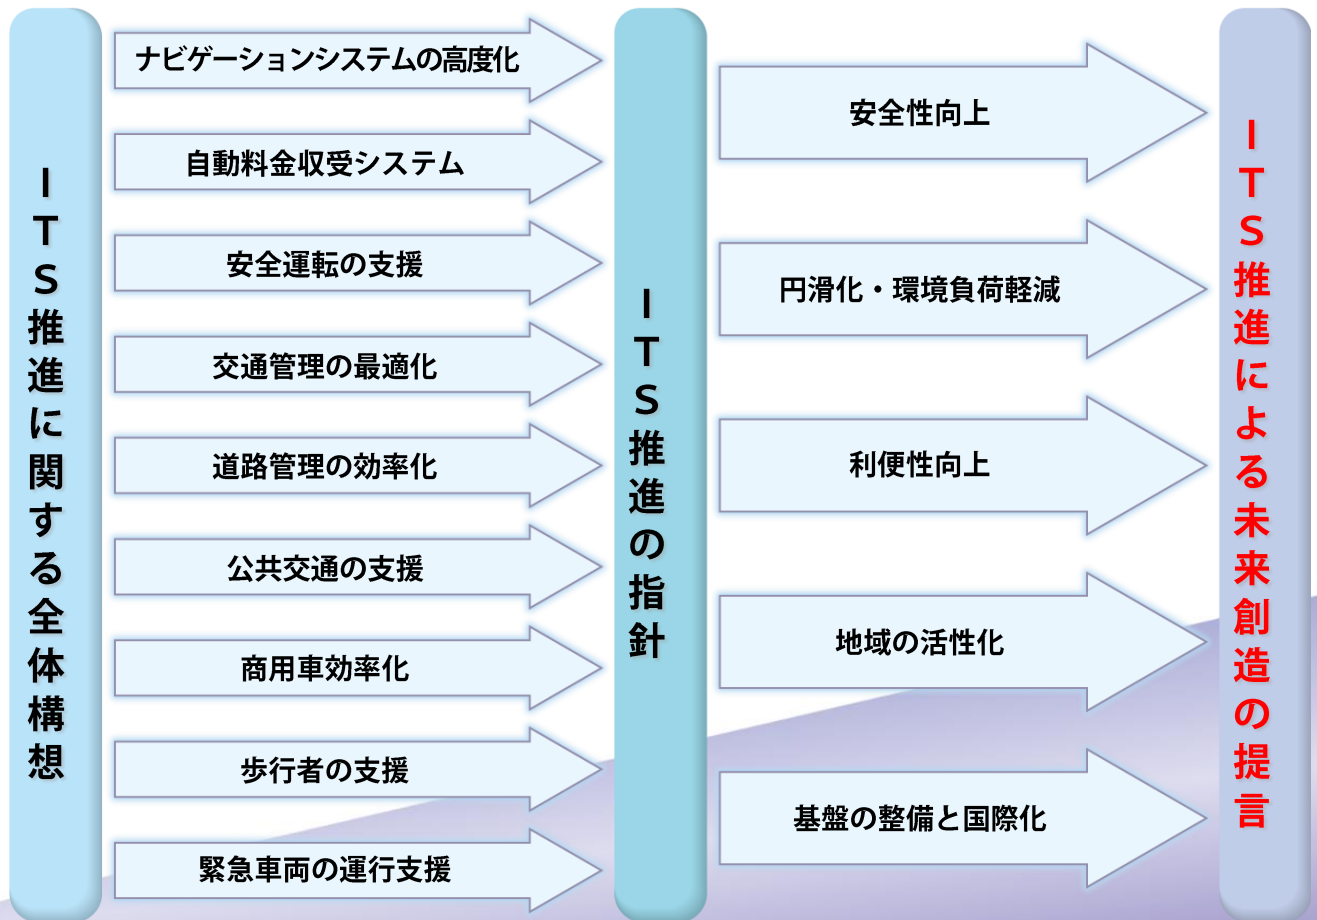 ＩＴＳ推進に関する全体構想
ナビゲーションシステムの高度化
自動料金収受システム
安全運転の支援
交通管理の最適化
道路管理の効率化
公共交通の支援
商用車効率化
歩行者の支援
緊急車両の運行支援
ＩＴＳ推進の指針
安全性向上
円滑化・環境負荷軽減
利便性向上
地域の活性化
基盤の整備と国際化
ＩＴＳ推進による未来創造の提言